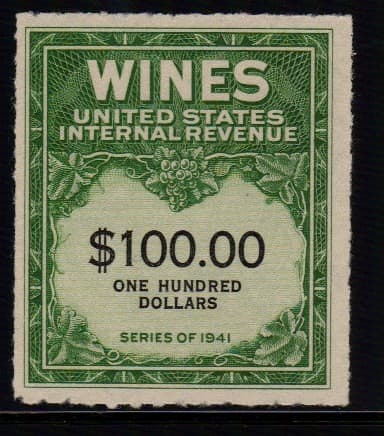 WINES
UNITED STATES
INTERNAL REVENUE
$100.00
ONE HUNDRED
DOLLARS
SERIES OF 1941